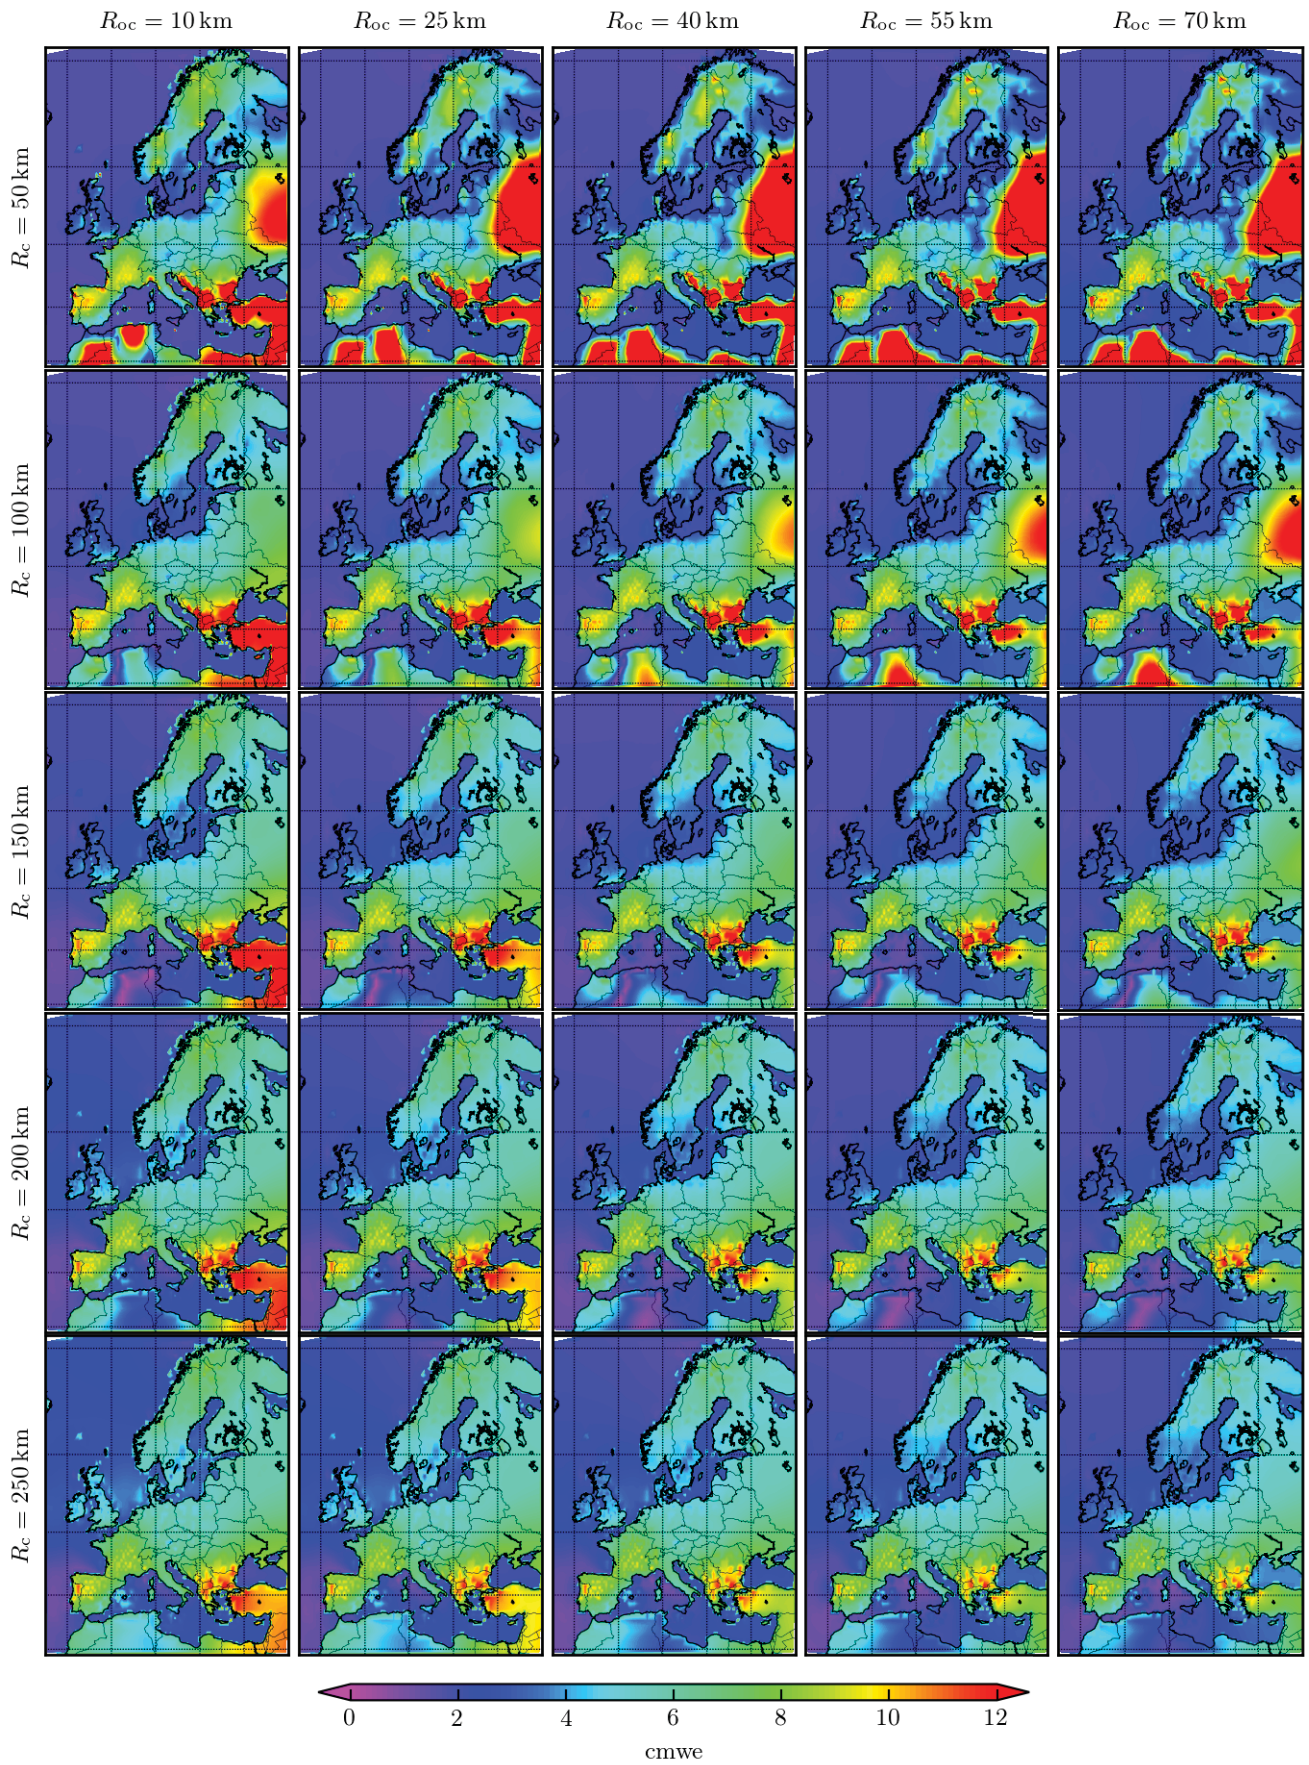 R_oc = 10 km R_oc = 25 km R_oc = 40 km R_oc = 55 km R_oc = 70 km
R_c = 50 km
R_c = 100 km
R_c = 150 km
R_c = 200 km
R_c = 250 km
0 2 4 6 8 10 12
cmwe